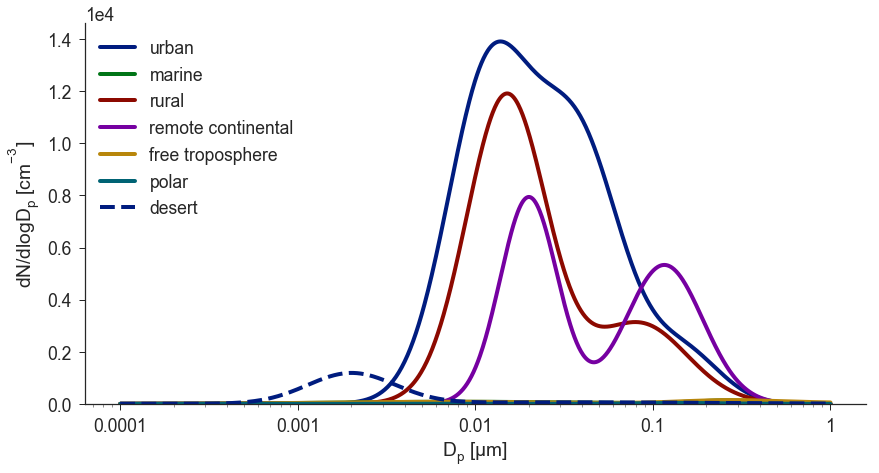 1e4
1.4
1.2
1.0
0.8
0.6
0.4
0.2
0.0
dN/dlogDp [cm−3]
urban
marine
rural
remote continental
free troposphere
polar
desert
0.0001 0.001 0.01 0.1 1
Dp [μm]